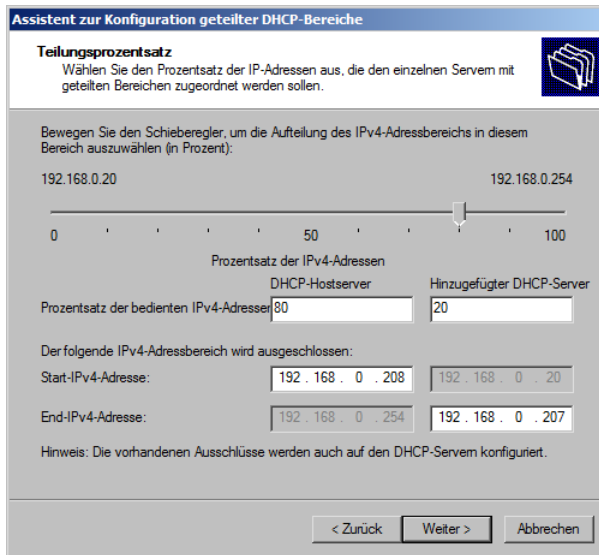 Assistent zur Konfiguration geteilter DHCP-Bereiche
Teilungsprozentsatz
Wählen Sie den Prozentsatz der IP-Adressen aus, die den einzelnen Servern mit
geteilten Bereichen zugeordnet werden sollen.
Bewegen Sie den Schieberegler, um die Aufteilung des IPv4-Adressbereichs in diesem
Bereich auszuwählen (in Prozent):
192.168.0.20 192.168.0.254
0 50 100
Prozentsatz der IPv4-Adressen
DHCP-Hostserver Hinzugefügter DHCP-Server
Prozentsatz der bedienten IPv4-Adresser 80 20
Der folgende IPv4-Adressbereich wird ausgeschlossen:
Start-IPv4-Adresse: 192 . 168 . 0 . 208 192 . 168 . 0 . 20
End-IPv4-Adresse: 192 . 168 . 0 . 254 192 . 168 . 0 . 207
Hinweis: Die vorhandenen Ausschlüsse werden auch auf den DHCP-Servern konfiguriert.
< Zurück Weiter > Abbrechen